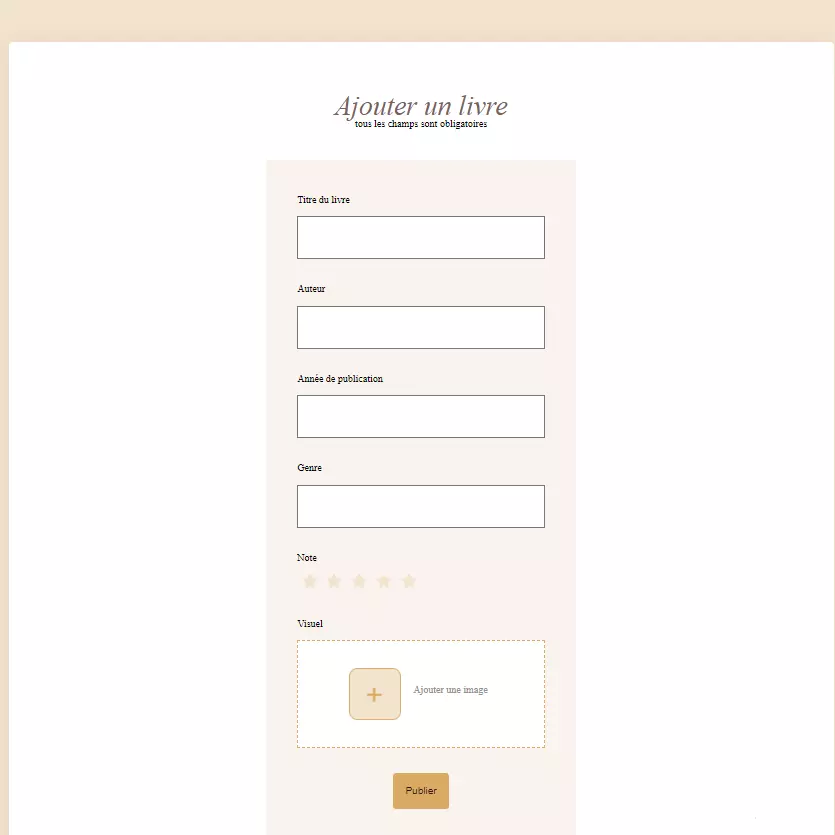 Ajouter un livre
tous les champs sont obligatoires
Titre du livre
Auteur
Année de publication
Genre
Note
Visuel
+ Ajouter une image
Publier